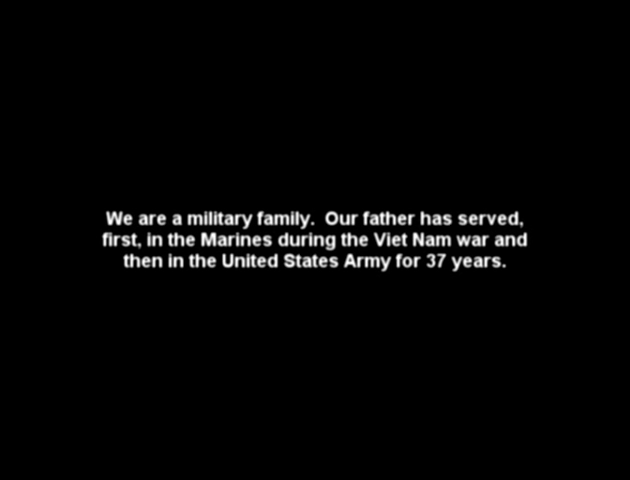 We are a military family.  Our father has served,
first, in the Marines during the Viet Nam war and
then in the United States Army for 37 years.